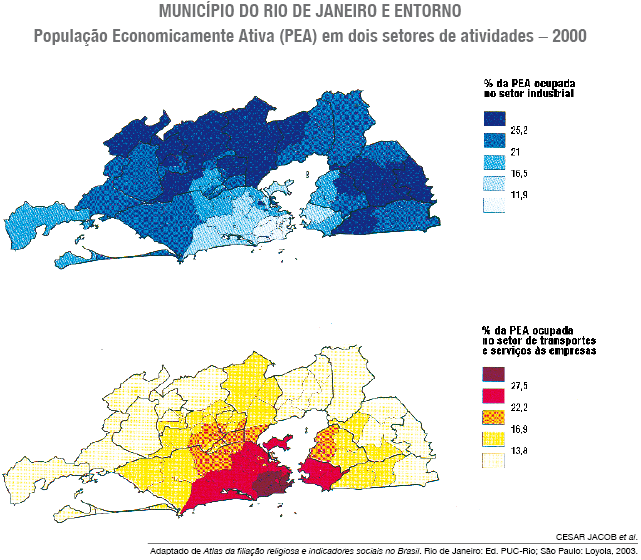 MUNICÍPIO DO RIO DE JANEIRO E ENTORNO
População Economicamente Ativa (PEA) em dois setores de atividades – 2000
% da PEA ocupada
no setor industrial
25,2
21
16,5
11,9
% da PEA ocupada
no setor de transportes
e serviços às empresas
27,5
22,2
16,9
13,8
CESAR JACOB et al.
Adaptado de Atlas da filiação religiosa e indicadores sociais no Brasil. Rio de Janeiro: Ed. PUC-Rio; São Paulo: Loyola, 2003.